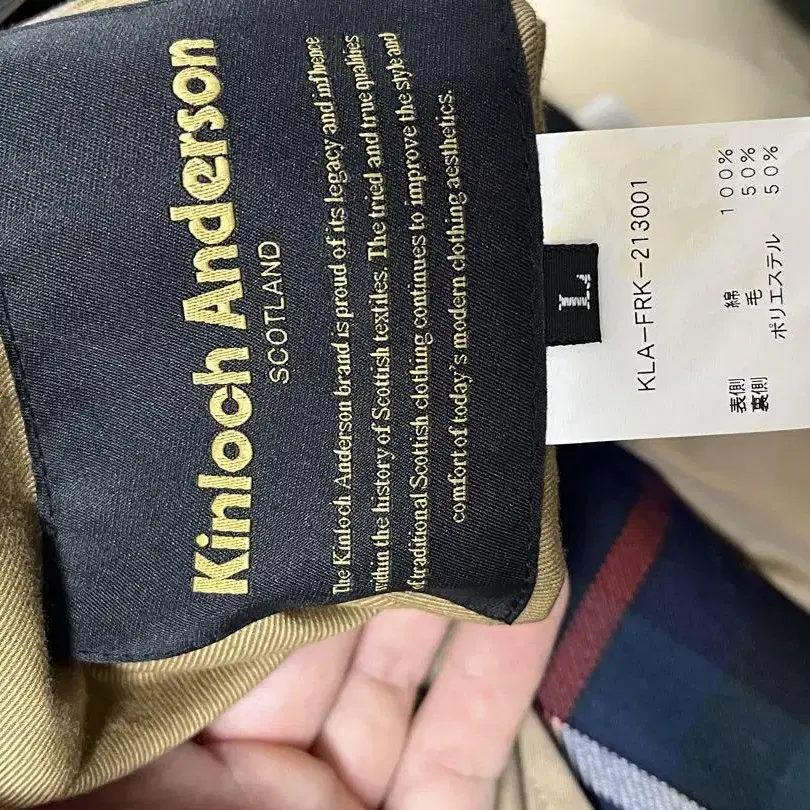 Kinloch Anderson
SCOTLAND
The Kinloch Anderson brand is proud of its legacy and influence
within the history of Scottish textiles. The tried and true qualities
of traditional Scottish clothing continues to improve the style and
comfort of today's modern clothing aesthetics.
L
KLA-FRK-213001
表側 綿 100%
裏側 毛 50%
ポリエステル 50%